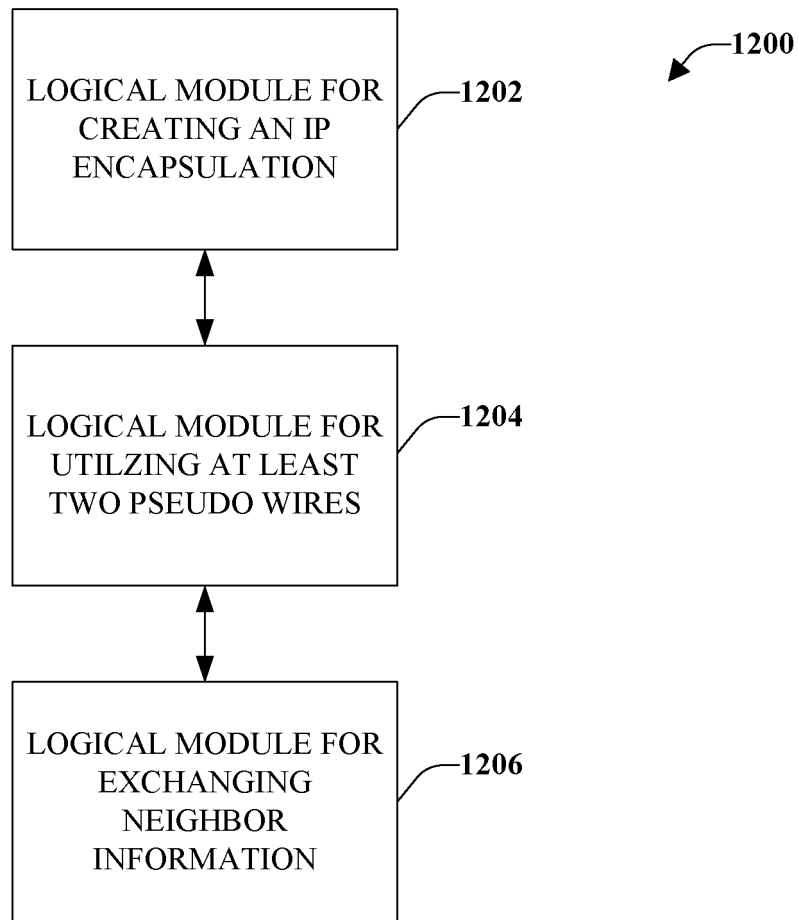 1200
LOGICAL MODULE FOR
CREATING AN IP
ENCAPSULATION
1202
LOGICAL MODULE FOR
UTILZING AT LEAST
TWO PSEUDO WIRES
1204
LOGICAL MODULE FOR
EXCHANGING
NEIGHBOR
INFORMATION
1206